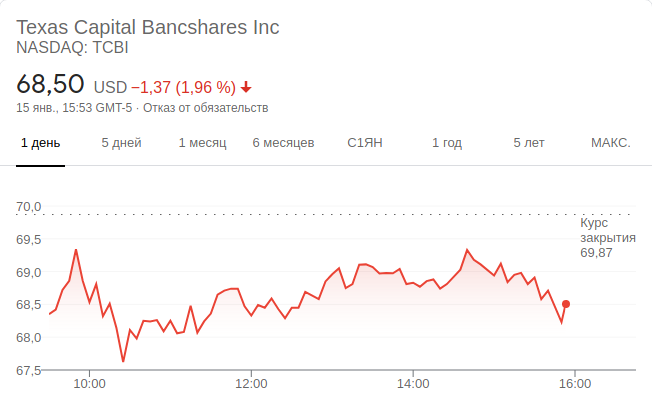 Texas Capital Bancshares Inc
NASDAQ: TCBI
68,50 USD −1,37 (1,96 %)
15 янв., 15:53 GMT-5 · Отказ от обязательств
1 день 5 дней 1 месяц 6 месяцев С1ЯН 1 год 5 лет МАКС.
70,0
Курс
закрытия
69,87
69,5
69,0
68,5
68,0
67,5
10:00 12:00 14:00 16:00